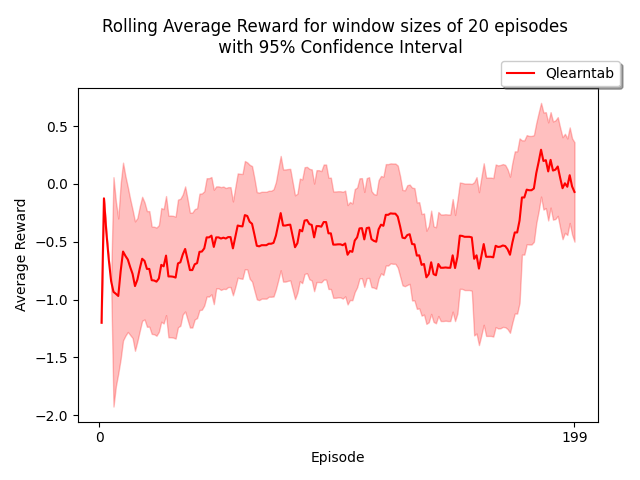 Rolling Average Reward for window sizes of 20 episodes
with 95% Confidence Interval
Qlearntab
0.5
0.0
−0.5
−1.0
−1.5
−2.0
Average Reward
0 199
Episode